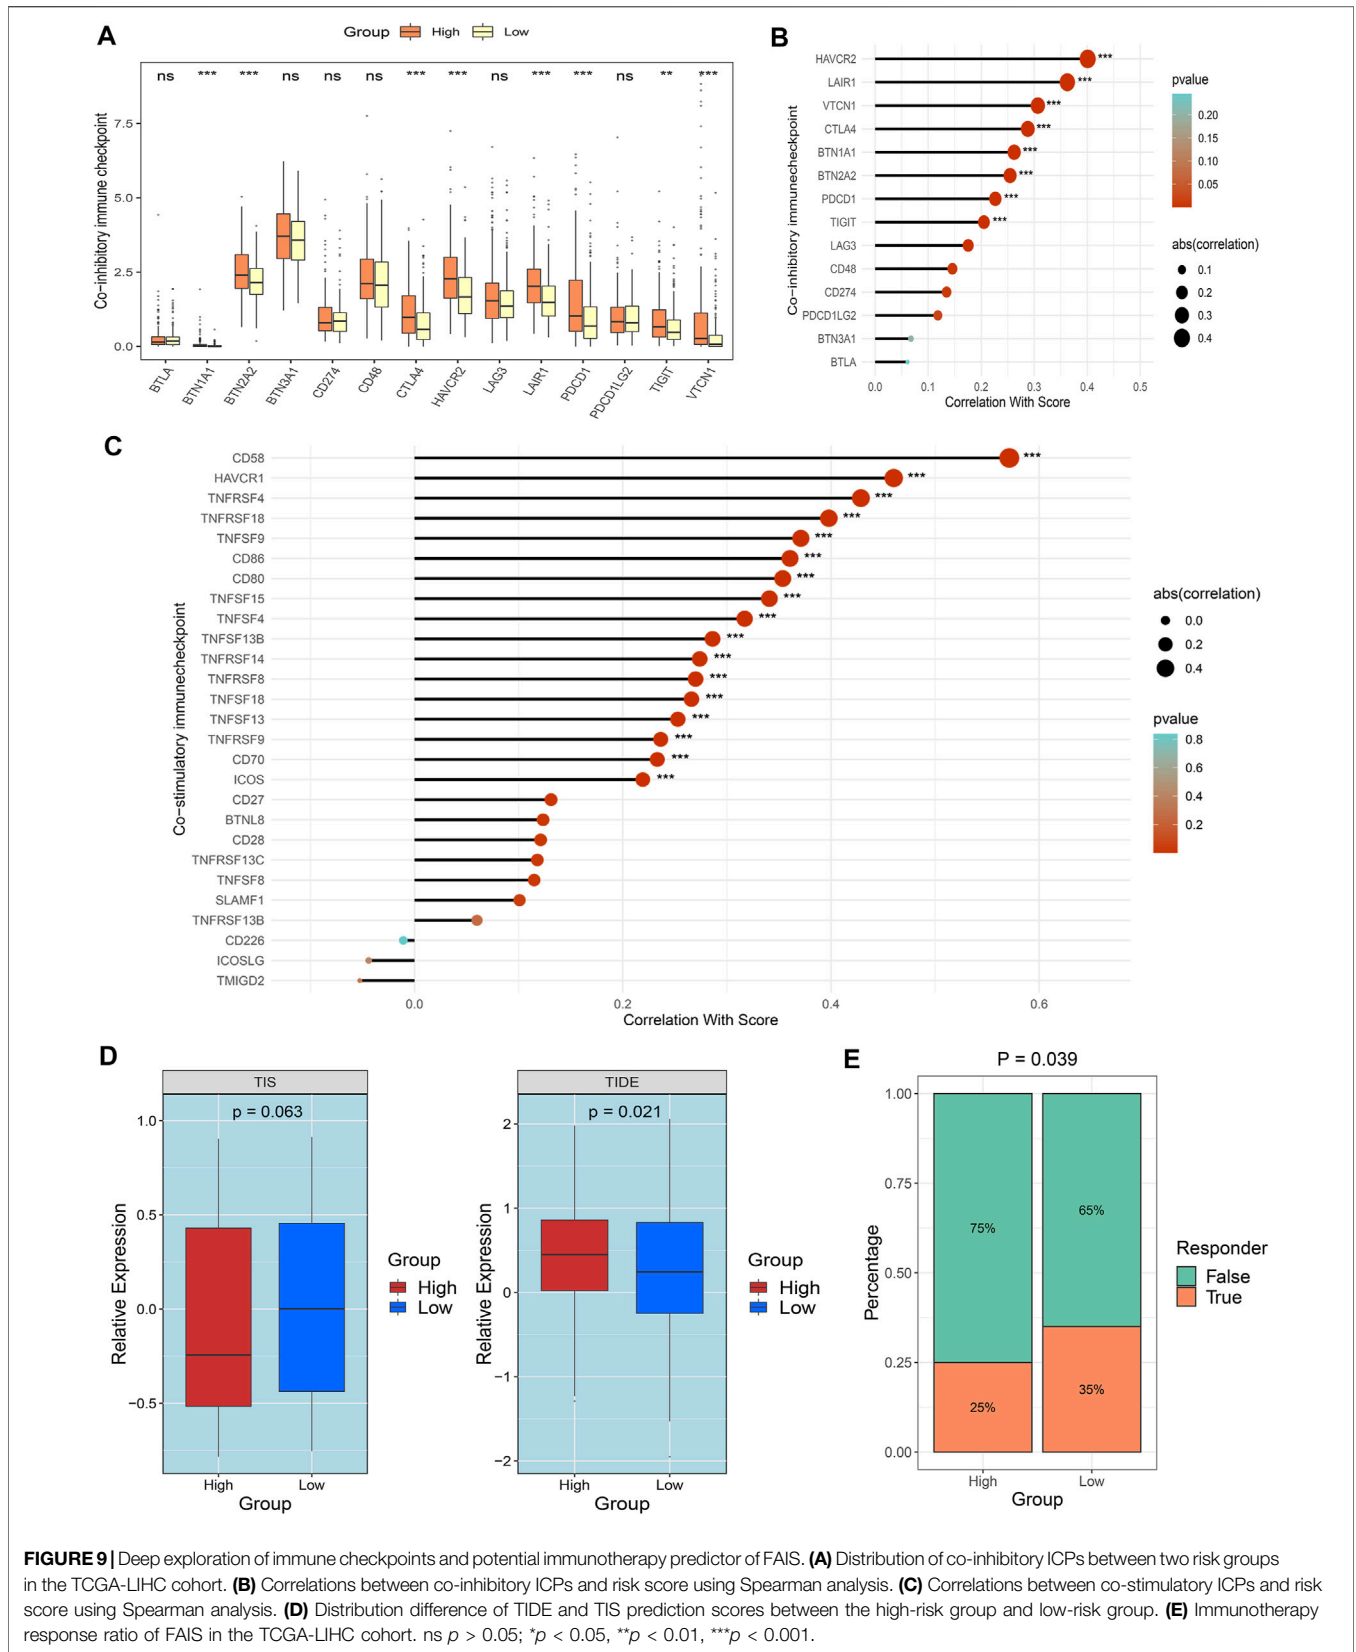 A
Group High Low
ns *** *** ns ns ns *** *** ns *** *** ns ** ***
Co-inhibitory immune checkpoint
7.5
5.0
2.5
0.0
BTLA BTN1A1 BTN2A2 BTN3A1 CD274 CD48 CTLA4 HAVCR2 LAG3 LAIR1 PDCD1 PDCD1LG2 TIGIT VTCN1
B
Co-inhibitory immunecheckpoint
HAVCR2 ***
LAIR1 ***
VTCN1 ***
CTLA4 ***
BTN1A1 ***
BTN2A2 ***
PDCD1 ***
TIGIT ***
LAG3
CD48
CD274
PDCD1LG2
BTN3A1
BTLA
0.0 0.1 0.2 0.3 0.4 0.5
Correlation With Score
pvalue
0.20
0.15
0.10
0.05
abs(correlation)
0.1
0.2
0.3
0.4
C
Co-stimulatory immunecheckpoint
CD58 ***
HAVCR1 ***
TNFRSF4 ***
TNFRSF18 ***
TNFSF9 ***
CD86 ***
CD80 ***
TNFSF15 ***
TNFSF4 ***
TNFSF13B ***
TNFRSF14 ***
TNFRSF8 ***
TNFSF18 ***
TNFSF13 ***
TNFRSF9 ***
CD70 ***
ICOS ***
CD27
BTNL8
CD28
TNFRSF13C
TNFSF8
SLAMF1
TNFRSF13B
CD226
ICOSLG
TMIGD2
0.0 0.2 0.4 0.6
Correlation With Score
abs(correlation)
0.0
0.2
0.4
pvalue
0.8
0.6
0.4
0.2
D
TIS
p = 0.063
Relative Expression
1.0
0.5
0.0
−0.5
High Low
Group
Group
High
Low
TIDE
p = 0.021
Relative Expression
2
1
0
−1
−2
High Low
Group
Group
High
Low
E
P = 0.039
Percentage
1.00
0.75
0.50
0.25
0.00
75% 65%
25% 35%
High Low
Group
Responder
False
True
FIGURE 9 | Deep exploration of immune checkpoints and potential immunotherapy predictor of FAIS. (A) Distribution of co-inhibitory ICPs between two risk groups
in the TCGA-LIHC cohort. (B) Correlations between co-inhibitory ICPs and risk score using Spearman analysis. (C) Correlations between co-stimulatory ICPs and risk
score using Spearman analysis. (D) Distribution difference of TIDE and TIS prediction scores between the high-risk group and low-risk group. (E) Immunotherapy
response ratio of FAIS in the TCGA-LIHC cohort. ns p > 0.05; *p < 0.05, **p < 0.01, ***p < 0.001.